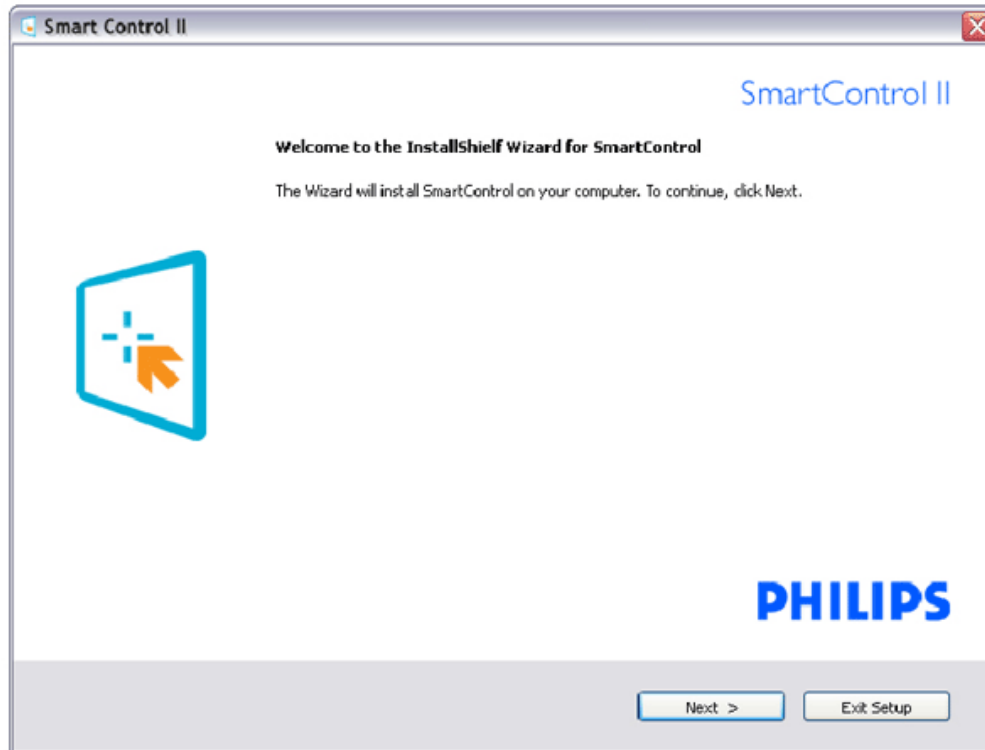 Smart Control II
SmartControl II
Welcome to the InstallShield Wizard for SmartControl
The Wizard will install SmartControl on your computer. To continue, click Next.
PHILIPS
Next >
Exit Setup